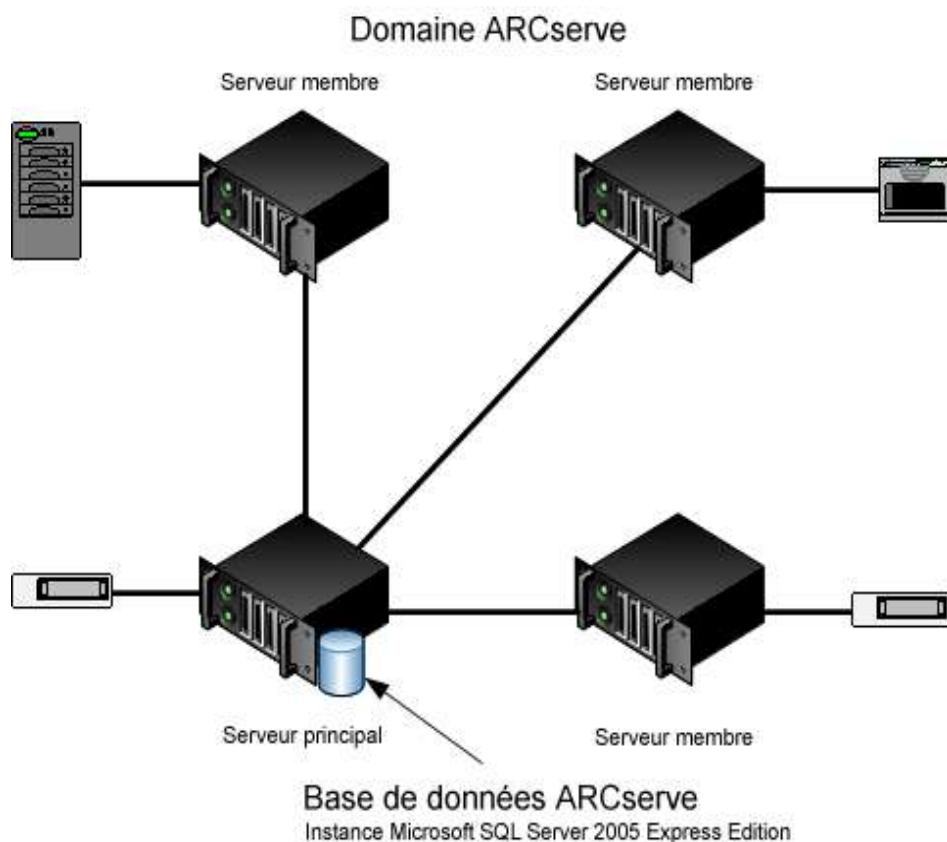 Domaine ARCserve
Serveur membre
Serveur membre
Serveur principal
Serveur membre
Base de données ARCserve
Instance Microsoft SQL Server 2005 Express Edition